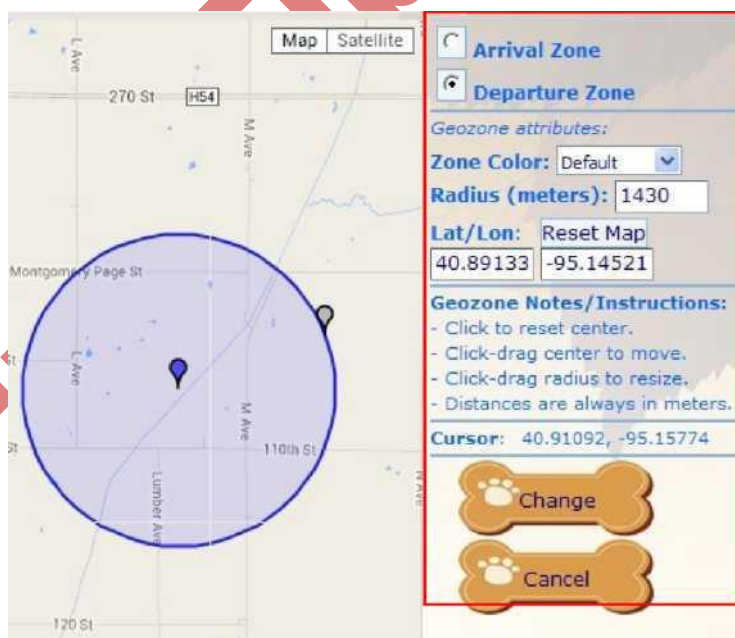 Map Satellite
L Ave
270 St H54
M Ave
Montgomery Page St
St
L Ave
M Ave
110th St
St
Lumber Ave
N Ave
120 St
Arrival Zone
Departure Zone
Geozone attributes:
Zone Color: Default
Radius (meters): 1430
Lat/Lon: Reset Map
40.89133 -95.14521
Geozone Notes/Instructions:
- Click to reset center.
- Click-drag center to move.
- Click-drag radius to resize.
- Distances are always in meters.
Cursor: 40.91092, -95.15774
Change
Cancel